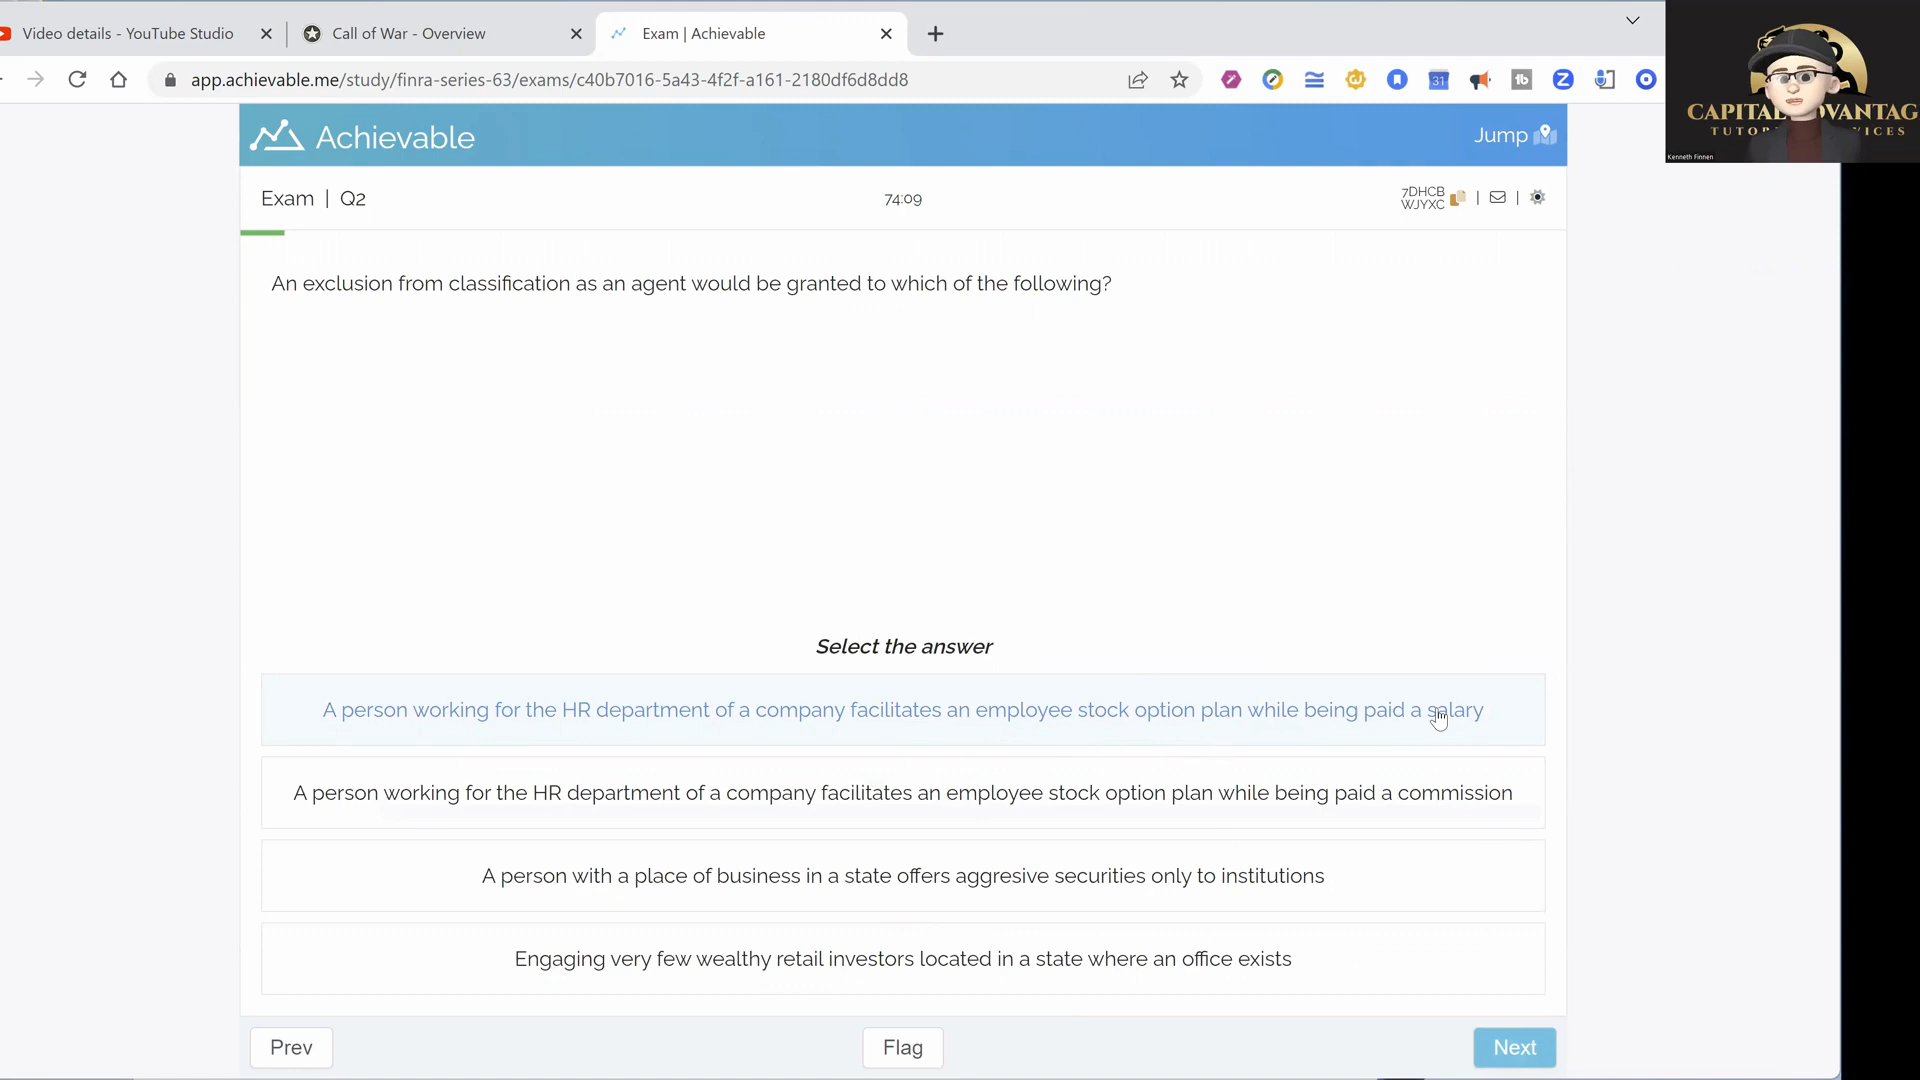 Video details - YouTube Studio
Call of War - Overview
Exam | Achievable
app.achievable.me/study/finra-series-63/exams/c40b7016-5a43-4f2f-a161-2180df6d8dd8
31
tb
Z
CAPITAL ADVANTAG
Kenneth Finnen
Achievable
Jump
Exam | Q2
74:09
7DHCB
WJYXC
An exclusion from classification as an agent would be granted to which of the following?
Select the answer
A person working for the HR department of a company facilitates an employee stock option plan while being paid a salary
A person working for the HR department of a company facilitates an employee stock option plan while being paid a commission
A person with a place of business in a state offers aggresive securities only to institutions
Engaging very few wealthy retail investors located in a state where an office exists
Prev
Flag
Next